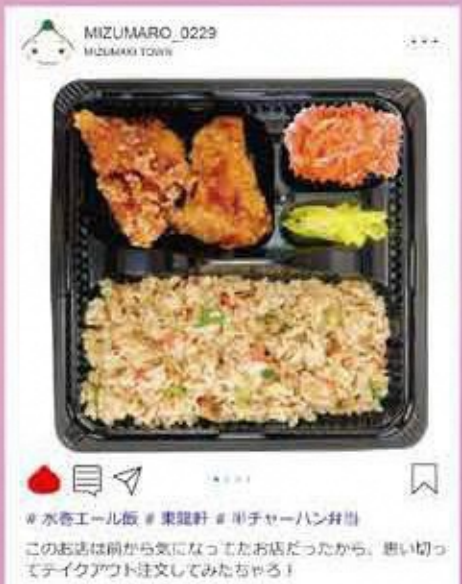 MIZUMARO_0229
MIZUMAKI TOWN
#水巻エール飯 #東龍軒 #㊥チャーハン弁当
このお店は前から気になってたお店だったから、思い切っ
てテイクアウト注文してみたちゃろ！